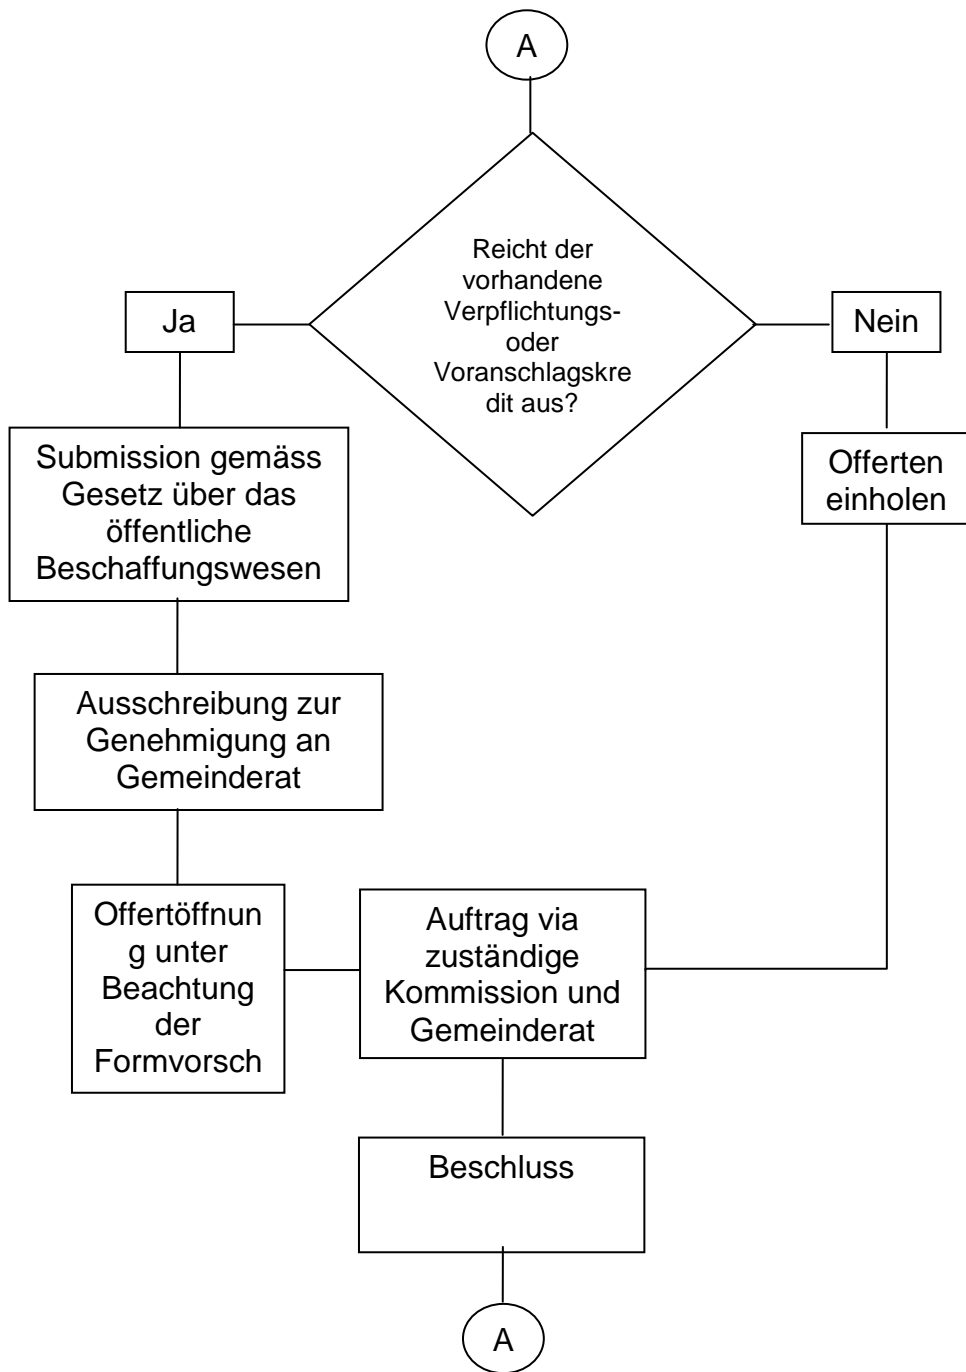 A
Reicht der
vorhandene
Verpflichtungs-
oder
Voranschlagskre
dit aus?
Ja
Nein
Submission gemäss
Gesetz über das
öffentliche
Beschaffungswesen
Offerten
einholen
Ausschreibung zur
Genehmigung an
Gemeinderat
Offertöffnun
g unter
Beachtung
der
Formvorsch
Auftrag via
zuständige
Kommission und
Gemeinderat
Beschluss
A